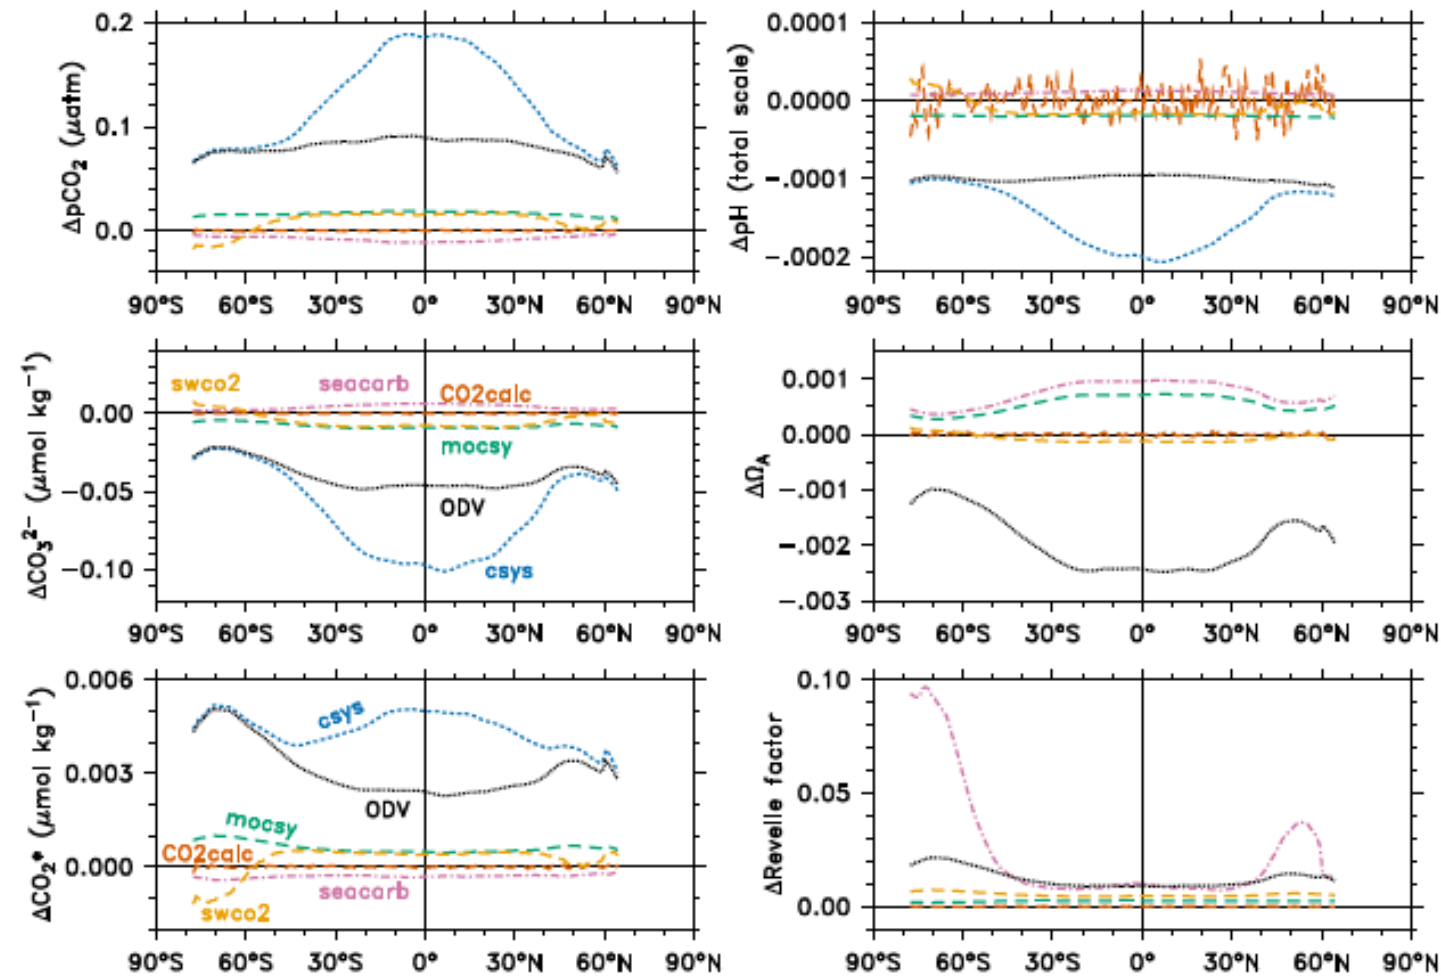 ΔpCO₂ (μatm)
0.2
0.1
0.0
90°S 60°S 30°S 0° 30°N 60°N 90°N
ΔpH (total scale)
0.0001
0.0000
-.0001
-.0002
90°S 60°S 30°S 0° 30°N 60°N 90°N
ΔCO₃²⁻ (μmol kg⁻¹)
0.00
−0.05
−0.10
swco2
seacarb
CO2calc
mocsy
ODV
csys
90°S 60°S 30°S 0° 30°N 60°N 90°N
ΔΩ_A
0.001
0.000
-.001
-.002
-.003
90°S 60°S 30°S 0° 30°N 60°N 90°N
ΔCO₂* (μmol kg⁻¹)
0.006
0.003
0.000
csys
ODV
mocsy
CO2calc
seacarb
swco2
90°S 60°S 30°S 0° 30°N 60°N 90°N
ΔRevelle factor
0.10
0.05
0.00
90°S 60°S 30°S 0° 30°N 60°N 90°N